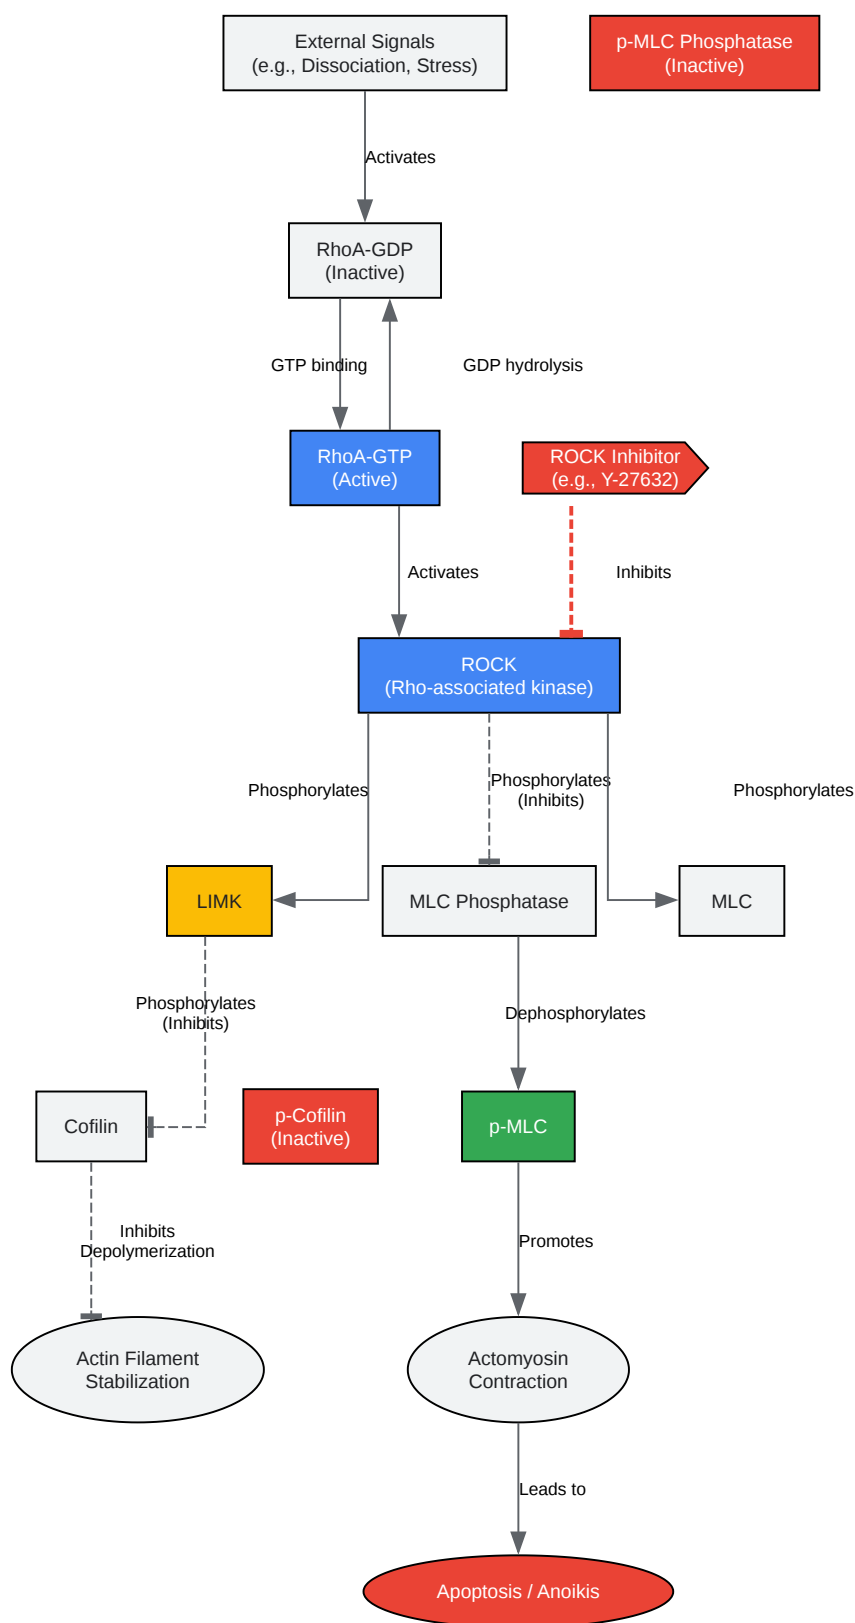 External Signals
(e.g., Dissociation, Stress)
p-MLC Phosphatase
(Inactive)
Activates
RhoA-GDP
(Inactive)
GTP binding
GDP hydrolysis
RhoA-GTP
(Active)
ROCK Inhibitor
(e.g., Y-27632)
Activates
Inhibits
ROCK
(Rho-associated kinase)
Phosphorylates
Phosphorylates
(Inhibits)
Phosphorylates
LIMK
MLC Phosphatase
MLC
Phosphorylates
(Inhibits)
Dephosphorylates
Cofilin
p-Cofilin
(Inactive)
p-MLC
Inhibits
Depolymerization
Promotes
Actin Filament
Stabilization
Actomyosin
Contraction
Leads to
Apoptosis / Anoikis